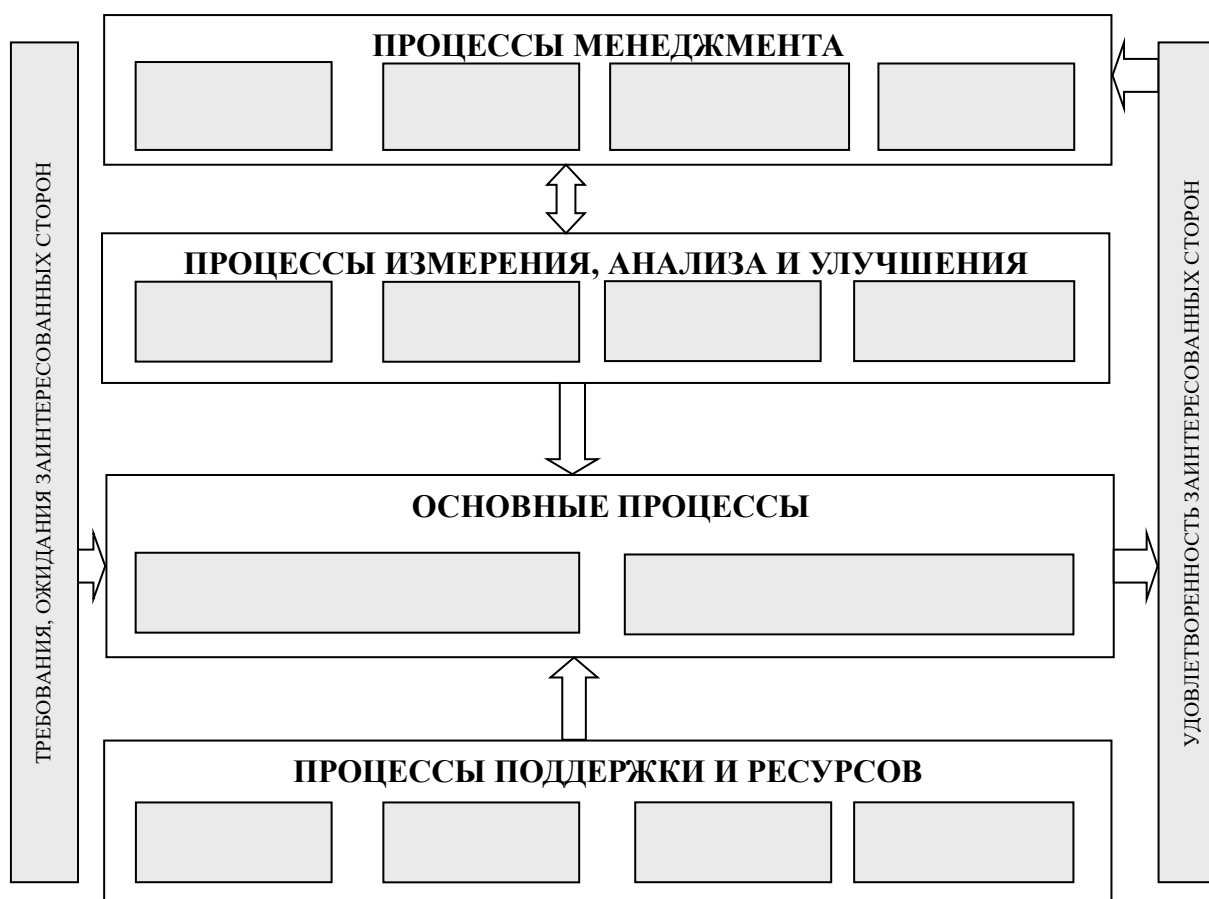 ПРОЦЕССЫ МЕНЕДЖМЕНТА
ТРЕБОВАНИЯ, ОЖИДАНИЯ ЗАИНТЕРЕСОВАННЫХ СТОРОН
УДОВЛЕТВОРЕННОСТЬ ЗАИНТЕРЕСОВАННЫХ СТОРОН
ПРОЦЕССЫ ИЗМЕРЕНИЯ, АНАЛИЗА И УЛУЧШЕНИЯ
ОСНОВНЫЕ ПРОЦЕССЫ
ПРОЦЕССЫ ПОДДЕРЖКИ И РЕСУРСОВ